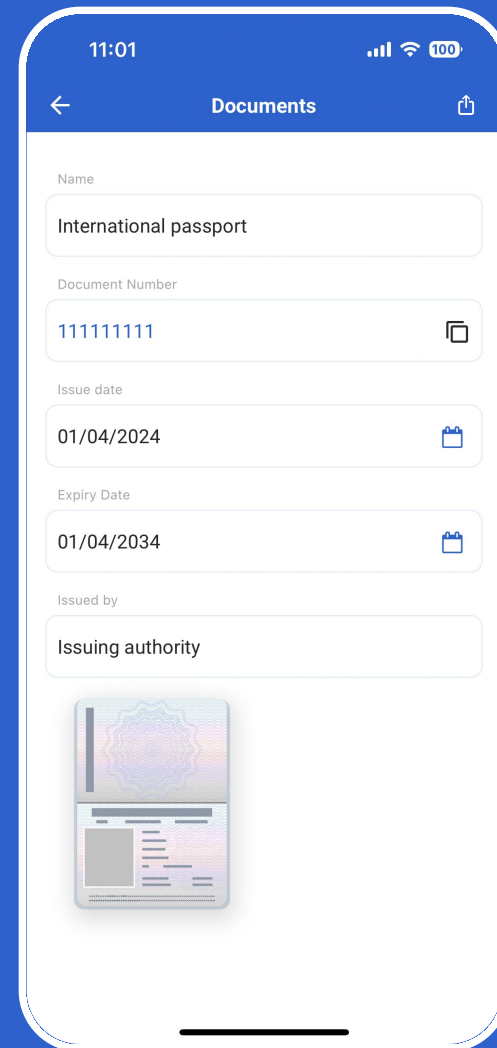 11:01
100
Documents
Name
International passport
Document Number
111111111
Issue date
01/04/2024
Expiry Date
01/04/2034
Issued by
Issuing authority